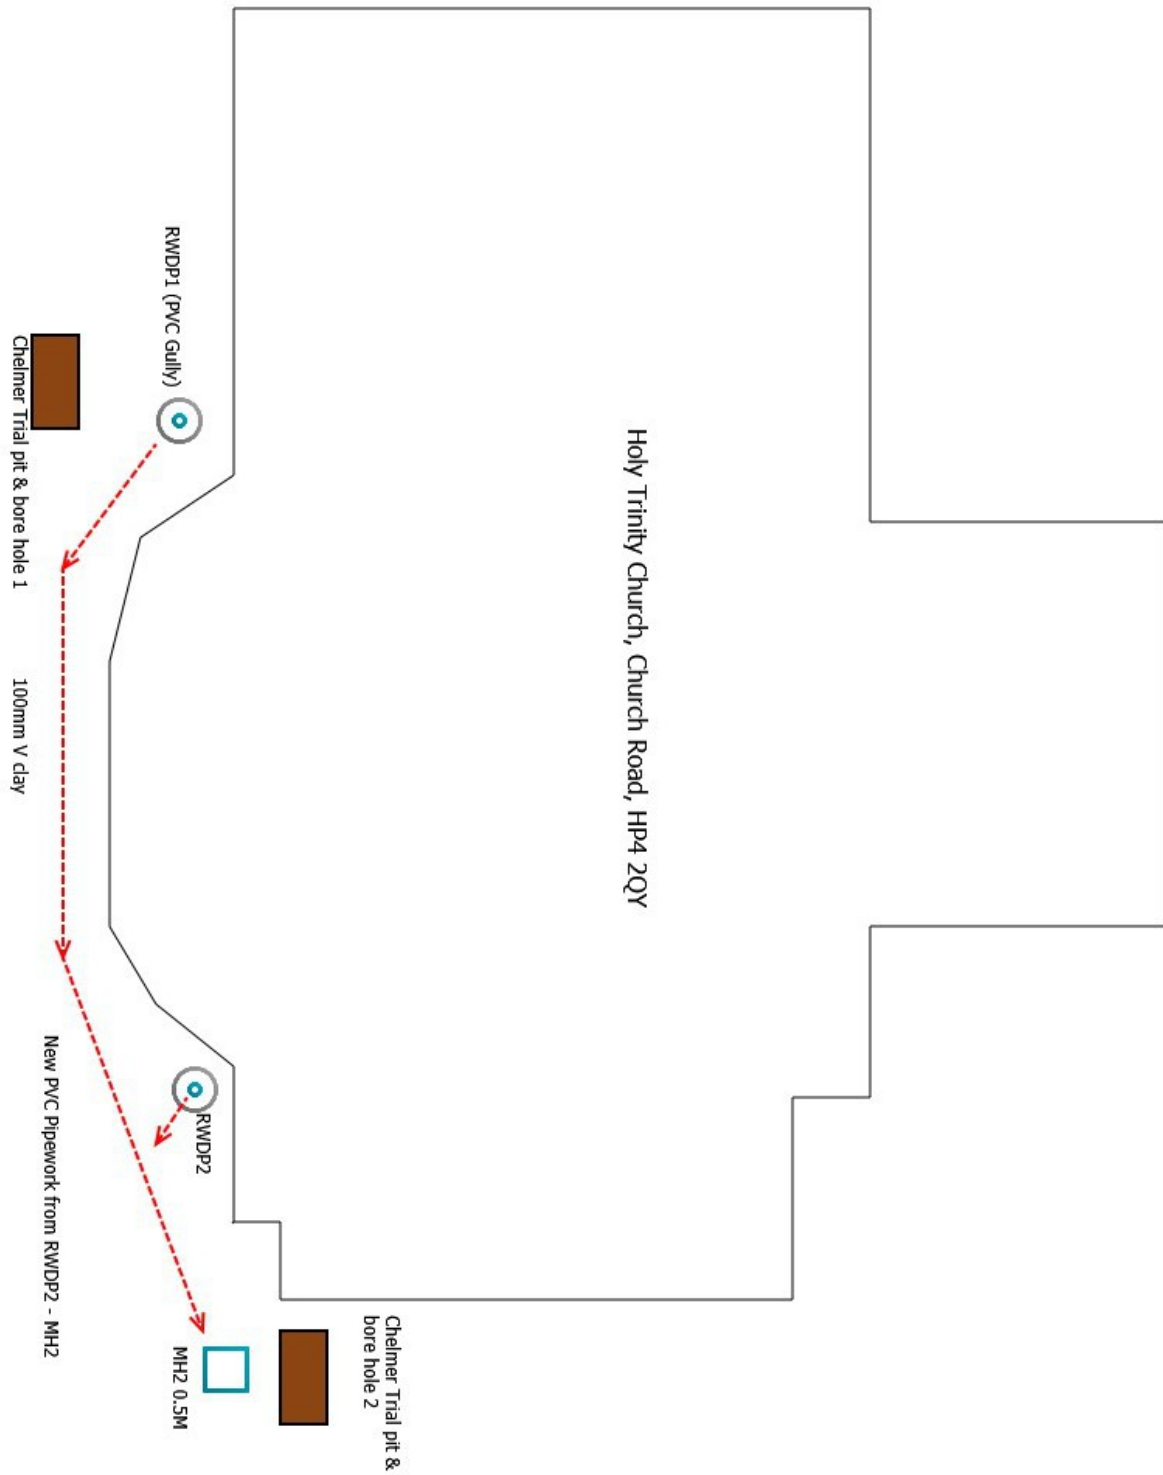 Holy Trinity Church, Church Road, HP4 2QY
RWDP1 (PVC Gully)
Chelmer Trial pit & bore hole 1
100mm V clay
RWDP2
New PVC Pipework from RWDP2 - MH2
MH2 0.5M
Chelmer Trial pit &
bore hole 2